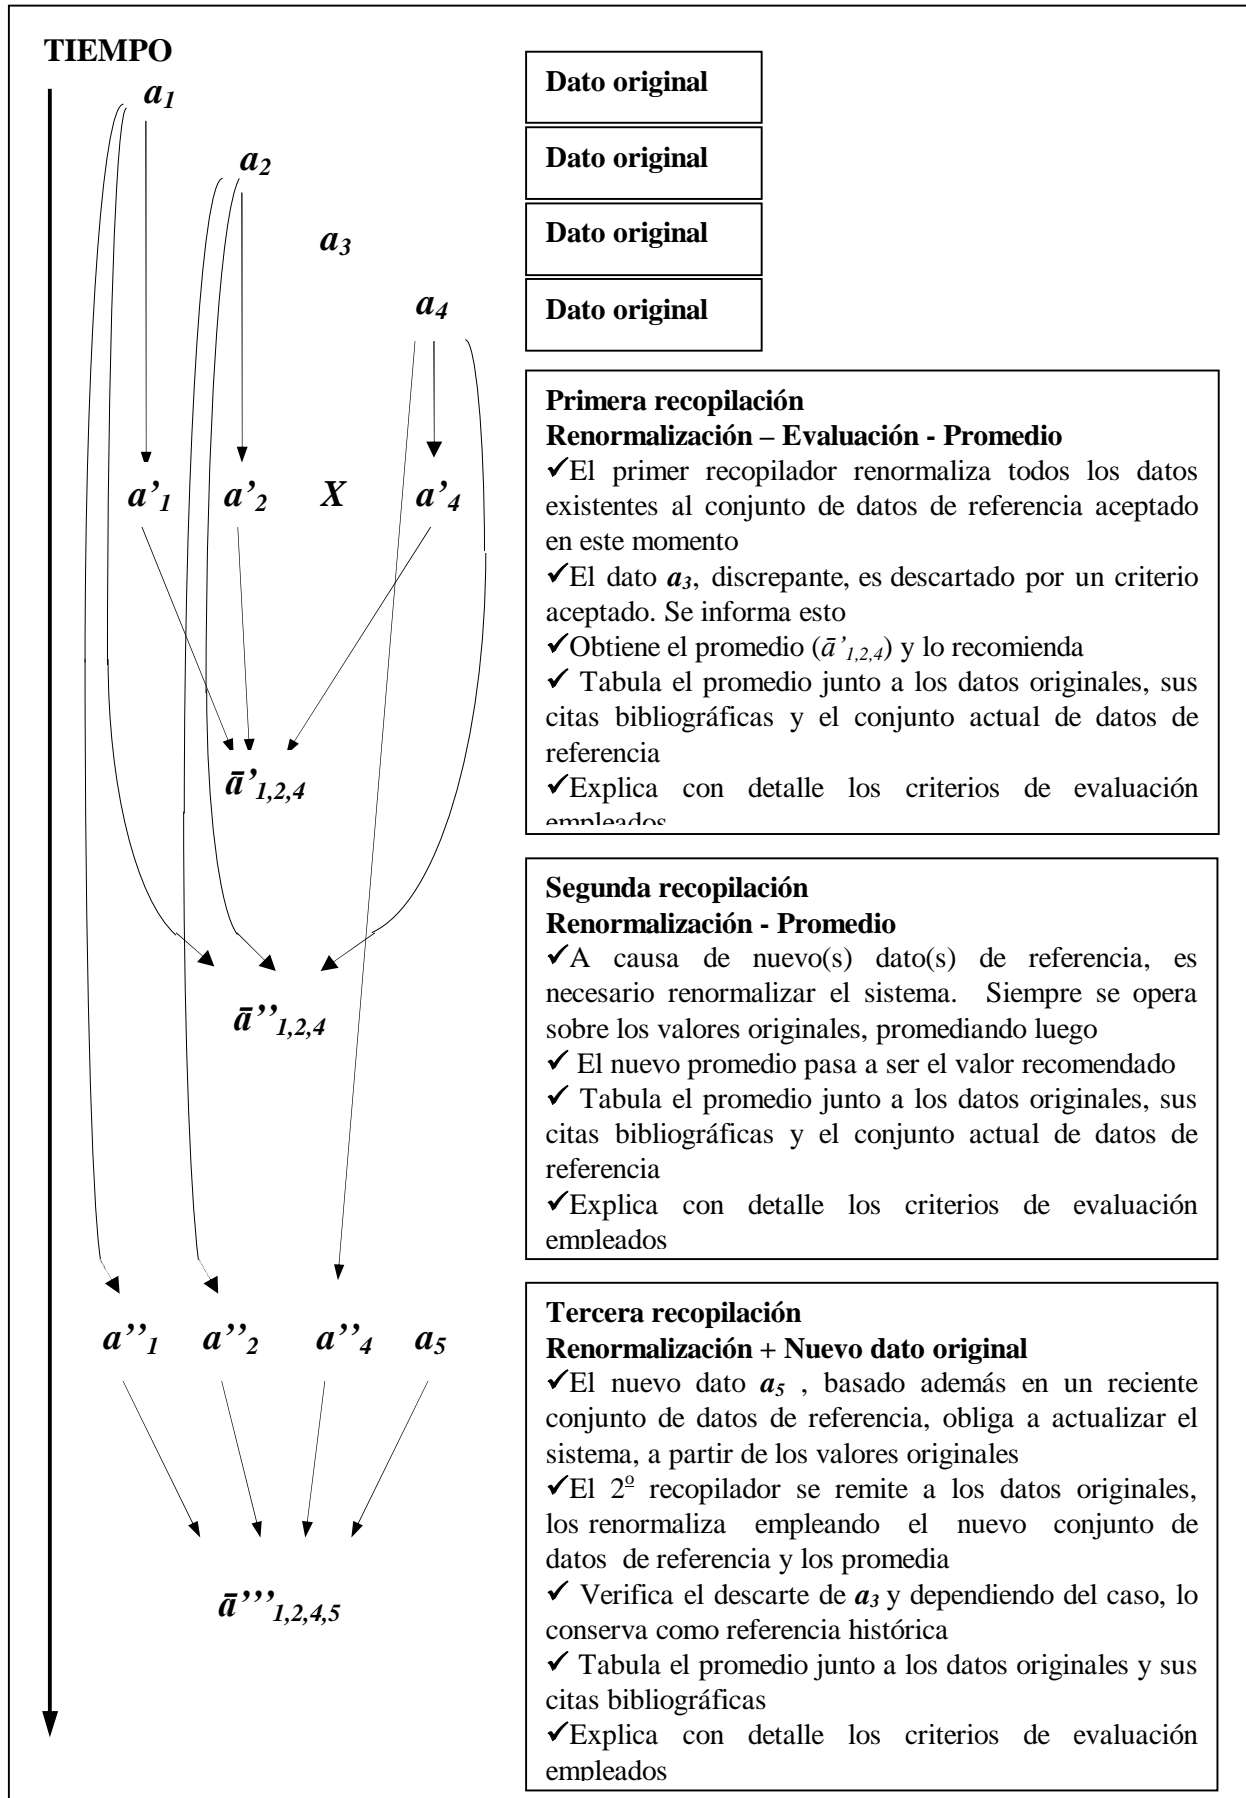 TIEMPO
a1
Dato original
a2
Dato original
a3
Dato original
a4
Dato original
Primera recopilación
Renormalización – Evaluación - Promedio
✓El primer recopilador renormaliza todos los datos
existentes al conjunto de datos de referencia aceptado
en este momento
✓El dato a3, discrepante, es descartado por un criterio
aceptado. Se informa esto
✓Obtiene el promedio (ā’1,2,4) y lo recomienda
✓ Tabula el promedio junto a los datos originales, sus
citas bibliográficas y el conjunto actual de datos de
referencia
✓Explica con detalle los criterios de evaluación
empleados
a’1 a’2 X a’4
ā’1,2,4
Segunda recopilación
Renormalización - Promedio
✓A causa de nuevo(s) dato(s) de referencia, es
necesario renormalizar el sistema. Siempre se opera
sobre los valores originales, promediando luego
✓ El nuevo promedio pasa a ser el valor recomendado
✓ Tabula el promedio junto a los datos originales, sus
citas bibliográficas y el conjunto actual de datos de
referencia
✓Explica con detalle los criterios de evaluación
empleados
ā’’1,2,4
Tercera recopilación
Renormalización + Nuevo dato original
✓El nuevo dato a5 , basado además en un reciente
conjunto de datos de referencia, obliga a actualizar el
sistema, a partir de los valores originales
✓El 2º recopilador se remite a los datos originales,
los renormaliza empleando el nuevo conjunto de
datos de referencia y los promedia
✓ Verifica el descarte de a3 y dependiendo del caso, lo
conserva como referencia histórica
✓ Tabula el promedio junto a los datos originales y sus
citas bibliográficas
✓Explica con detalle los criterios de evaluación
empleados
a’’1 a’’2 a’’4 a5
ā’’’1,2,4,5